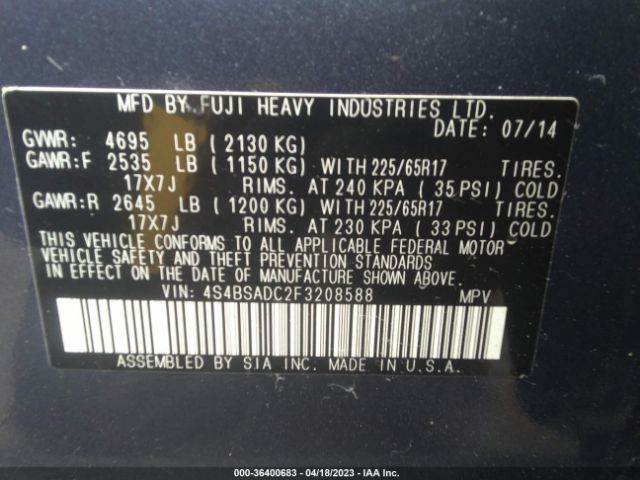 MFD BY FUJI HEAVY INDUSTRIES LTD.
DATE: 07/14
GVWR: 4695 LB ( 2130 KG)
GAWR:F 2535 LB ( 1150 KG) WITH 225/65R17 TIRES.
17X7J RIMS. AT 240 KPA ( 35 PSI) COLD
GAWR:R 2645 LB ( 1200 KG) WITH 225/65R17 TIRES.
17X7J RIMS. AT 230 KPA ( 33 PSI) COLD
THIS VEHICLE CONFORMS TO ALL APPLICABLE FEDERAL MOTOR
VEHICLE SAFETY AND THEFT PREVENTION STANDARDS
IN EFFECT ON THE DATE OF MANUFACTURE SHOWN ABOVE.
VIN: 4S4BSADC2F3208588 MPV
ASSEMBLED BY SIA INC. MADE IN U.S.A.
000-36400683 - 04/18/2023 - IAA Inc.